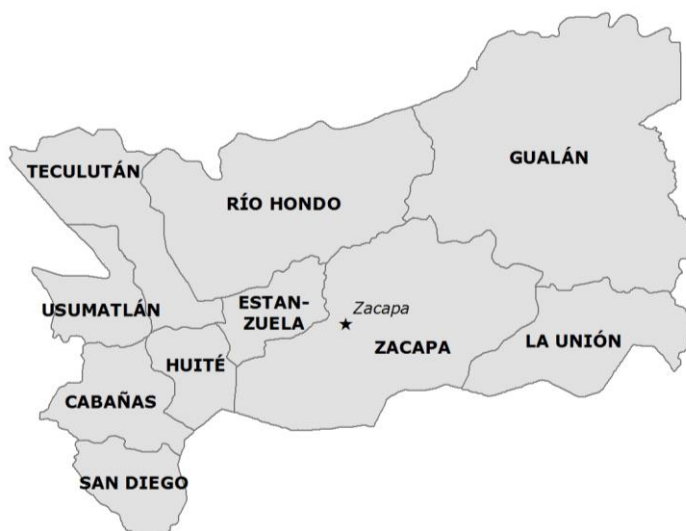 GUALÁN
TECULUTÁN
RÍO HONDO
USUMATLÁN
ESTAN-
ZUELA
Zacapa
ZACAPA
LA UNIÓN
HUITÉ
CABAÑAS
SAN DIEGO